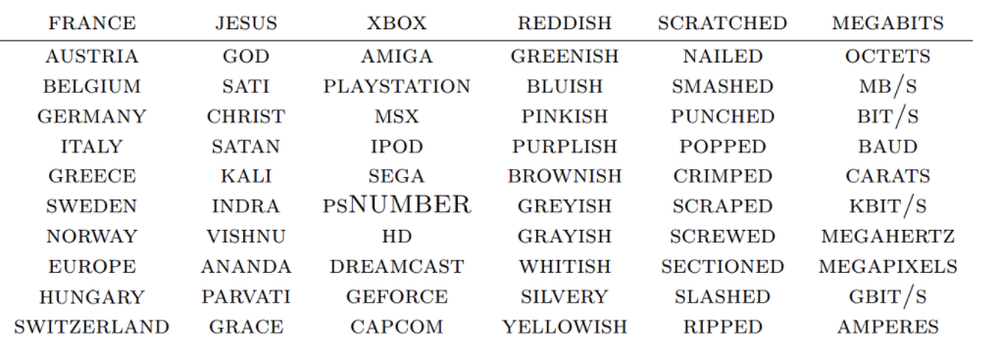 FRANCE JESUS XBOX REDDISH SCRATCHED MEGABITS
AUSTRIA GOD AMIGA GREENISH NAILED OCTETS
BELGIUM SATI PLAYSTATION BLUISH SMASHED MB/S
GERMANY CHRIST MSX PINKISH PUNCHED BIT/S
ITALY SATAN IPOD PURPLISH POPPED BAUD
GREECE KALI SEGA BROWNISH CRIMPED CARATS
SWEDEN INDRA PSNUMBER GREYISH SCRAPED KBIT/S
NORWAY VISHNU HD GRAYISH SCREWED MEGAHERTZ
EUROPE ANANDA DREAMCAST WHITISH SECTIONED MEGAPIXELS
HUNGARY PARVATI GEFORCE SILVERY SLASHED GBIT/S
SWITZERLAND GRACE CAPCOM YELLOWISH RIPPED AMPERES